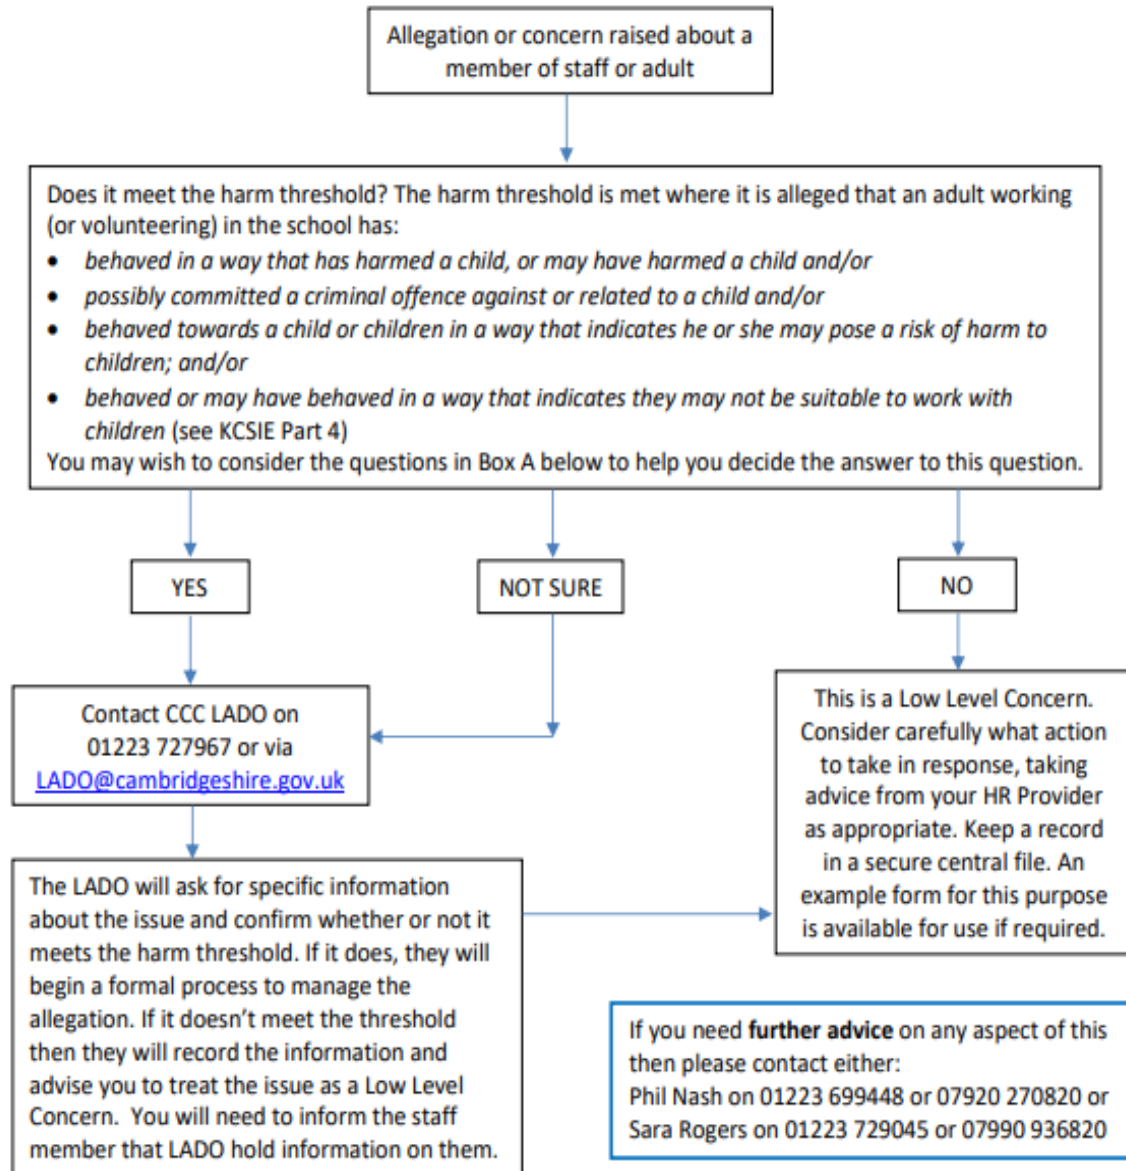 Allegation or concern raised about a
member of staff or adult
Does it meet the harm threshold? The harm threshold is met where it is alleged that an adult working
(or volunteering) in the school has:
• behaved in a way that has harmed a child, or may have harmed a child and/or
• possibly committed a criminal offence against or related to a child and/or
• behaved towards a child or children in a way that indicates he or she may pose a risk of harm to
children; and/or
• behaved or may have behaved in a way that indicates they may not be suitable to work with
children (see KCSIE Part 4)
You may wish to consider the questions in Box A below to help you decide the answer to this question.
YES
NOT SURE
NO
Contact CCC LADO on
01223 727967 or via
LADO@cambridgeshire.gov.uk
This is a Low Level Concern.
Consider carefully what action
to take in response, taking
advice from your HR Provider
as appropriate. Keep a record
in a secure central file. An
example form for this purpose
is available for use if required.
The LADO will ask for specific information
about the issue and confirm whether or not it
meets the harm threshold. If it does, they will
begin a formal process to manage the
allegation. If it doesn’t meet the threshold
then they will record the information and
advise you to treat the issue as a Low Level
Concern.  You will need to inform the staff
member that LADO hold information on them.
If you need further advice on any aspect of this
then please contact either:
Phil Nash on 01223 699448 or 07920 270820 or
Sara Rogers on 01223 729045 or 07990 936820